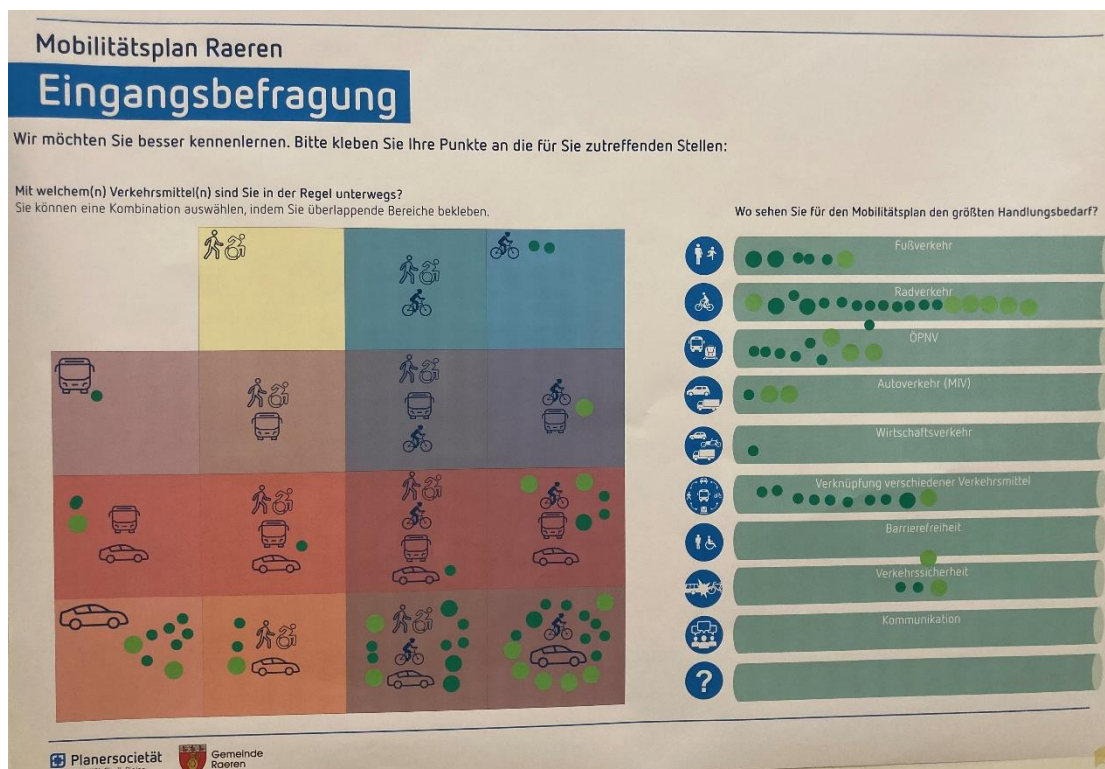 Mobilitätsplan Raeren
Eingangsbefragung
Wir möchten Sie besser kennenlernen. Bitte kleben Sie Ihre Punkte an die für Sie zutreffenden Stellen:
Mit welchem(n) Verkehrsmittel(n) sind Sie in der Regel unterwegs?
Sie können eine Kombination auswählen, indem Sie überlappende Bereiche bekleben.
Wo sehen Sie für den Mobilitätsplan den größten Handlungsbedarf?
Fußverkehr
Radverkehr
ÖPNV
Autoverkehr (MIV)
Wirtschaftsverkehr
Verknüpfung verschiedener Verkehrsmittel
Barrierefreiheit
Verkehrssicherheit
Kommunikation
?
Planersocietät
Gemeinde
Raeren